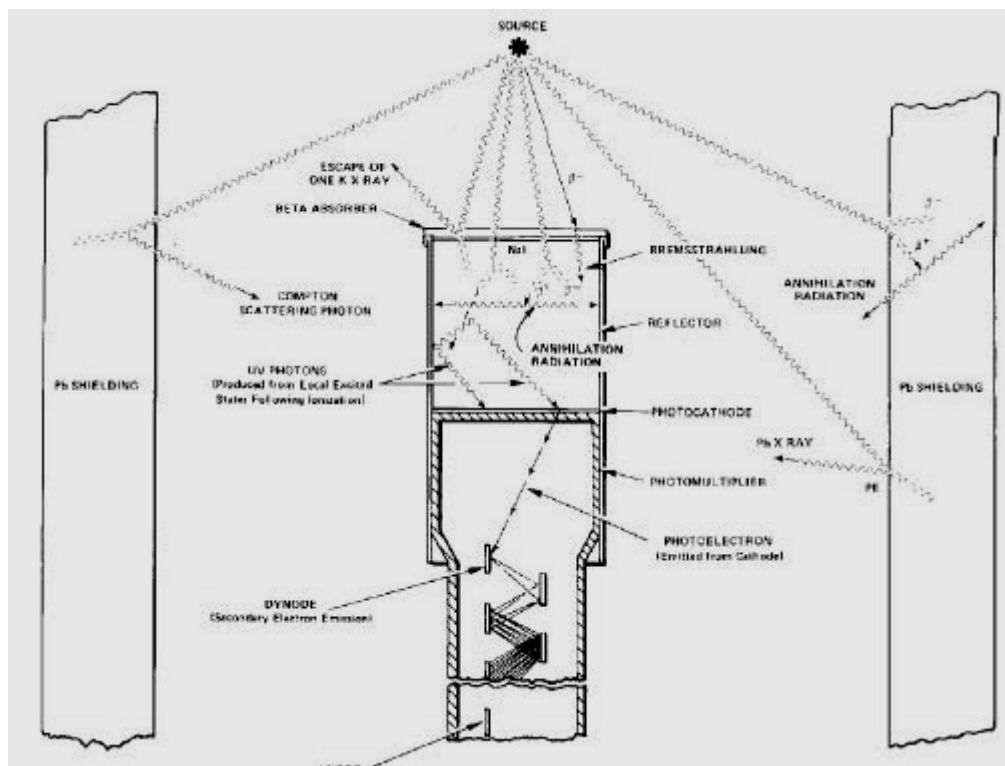 SOURCE
ESCAPE OF
ONE K X RAY
BETA ABSORBER
β−
NaI
BREMSSTRAHLUNG
β−
β+
ANNIHILATION
RADIATION
COMPTON
SCATTERING PHOTON
REFLECTOR
ANNIHILATION
RADIATION
UV PHOTONS
(Produced from Local Excited
States Following Ionization)
Pb SHIELDING
Pb SHIELDING
PHOTOCATHODE
Pb X RAY
PE
PHOTOMULTIPLIER
PHOTOELECTRON
(Emitted from Cathode)
DYNODE
(Secondary Electron Emission)